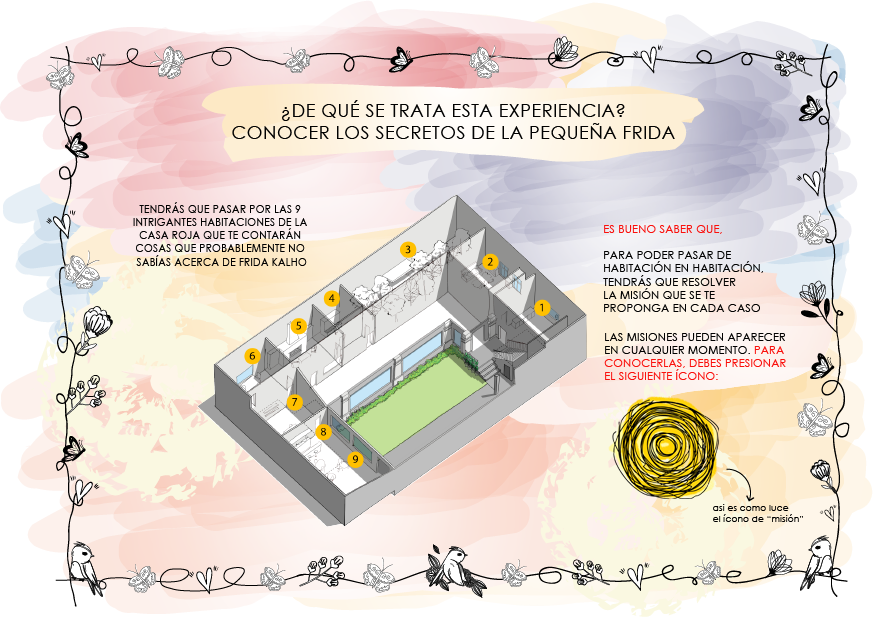 ¿DE QUÉ SE TRATA ESTA EXPERIENCIA?
CONOCER LOS SECRETOS DE LA PEQUEÑA FRIDA
TENDRÁS QUE PASAR POR LAS 9
INTRIGANTES HABITACIONES DE LA
CASA ROJA QUE TE CONTARÁN
COSAS QUE PROBABLEMENTE NO
SABÍAS ACERCA DE FRIDA KALHO
3
2
4
1
5
6
7
8
9
ES BUENO SABER QUE,
PARA PODER PASAR DE
HABITACIÓN EN HABITACIÓN,
TENDRÁS QUE RESOLVER
LA MISIÓN QUE SE TE
PROPONGA EN CADA CASO
LAS MISIONES PUEDEN APARECER
EN CUALQUIER MOMENTO. PARA
CONOCERLAS, DEBES PRESIONAR
EL SIGUIENTE ÍCONO:
asi es como luce
el ícono de “misión”